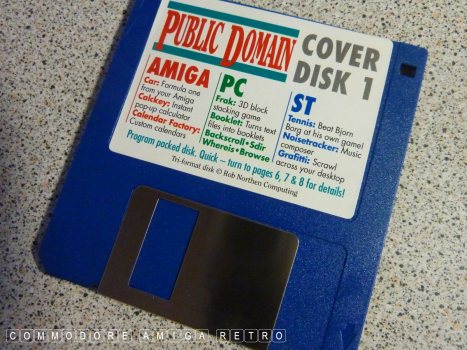 PUBLIC DOMAIN
COVER
DISK 1
AMIGA
Car: Formula one
from your Amiga
Calckey: Instant
pop-up calculator
Calendar Factory:
Custom calendars
PC
Frak: 3D block
stacking game
Booklet: Turns text
files into booklets
Backscroll • Sdir
Whereis • Browse
ST
Tennis: Beat Bjorn
Borg at his own game!
Noisetracker: Music
composer
Grafitti: Scrawl
across your desktop
Program packed disk. Quick – turn to pages 6, 7 & 8 for details!
Tri-format disk © Rob Northen Computing
COMMODORE AMIGA RETRO